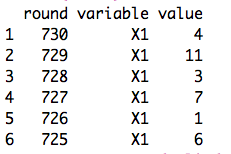 round variable value
1 730 X1 4
2 729 X1 11
3 728 X1 3
4 727 X1 7
5 726 X1 1
6 725 X1 6